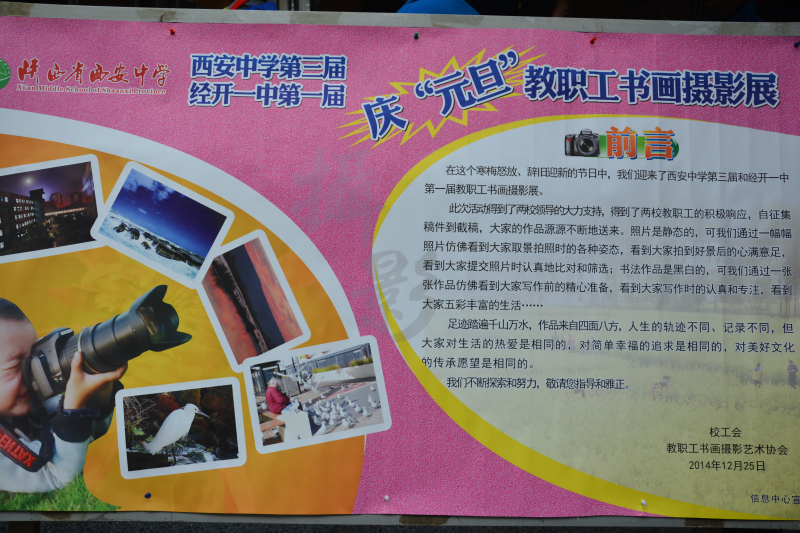 陕西省西安中学
Xi'an Middle School of Shaanxi Province
西安中学第三届
经开一中第一届
庆“元旦”教职工书画摄影展
前言
在这个寒梅怒放、辞旧迎新的节日中，我们迎来了西安中学第三届和经开一中
第一届教职工书画摄影展。
此次活动得到了两校领导的大力支持，得到了两校教职工的积极响应，自征集
稿件到截稿，大家的作品源源不断地送来。照片是静态的，可我们通过一幅幅
照片仿佛看到大家取景拍照时的各种姿态，看到大家拍到好景后的心满意足，
看到大家提交照片时认真地比对和筛选；书法作品是黑白的，可我们通过一张
张作品仿佛看到大家写作前的精心准备，看到大家写作时的认真和专注，看到
大家五彩丰富的生活……
足迹踏遍千山万水，作品来自四面八方，人生的轨迹不同、记录不同，但
大家对生活的热爱是相同的，对简单幸福的追求是相同的，对美好文化
的传承愿望是相同的。
我们不断探索和努力，敬请您指导和雅正。
校工会
教职工书画摄影艺术协会
2014年12月25日
信息中心宣
影